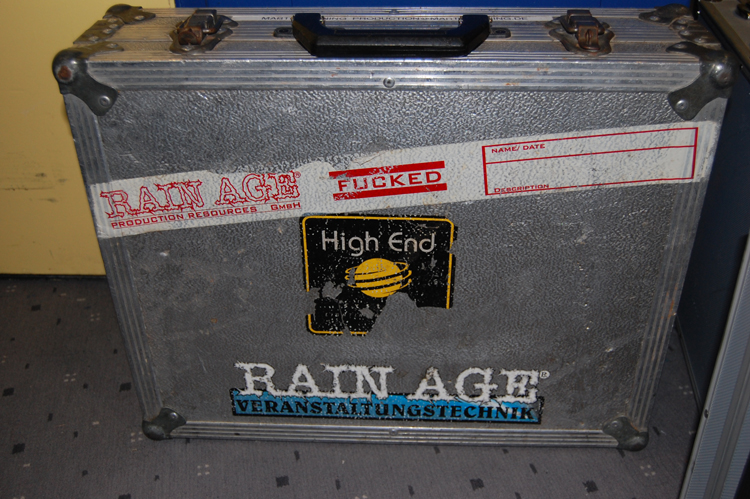 RAIN AGE®
PRODUCTION RESOURCES GMBH
FUCKED
NAME/ DATE
DESCRIPTION
High End
RAIN AGE®
VERANSTALTUNGSTECHNIK